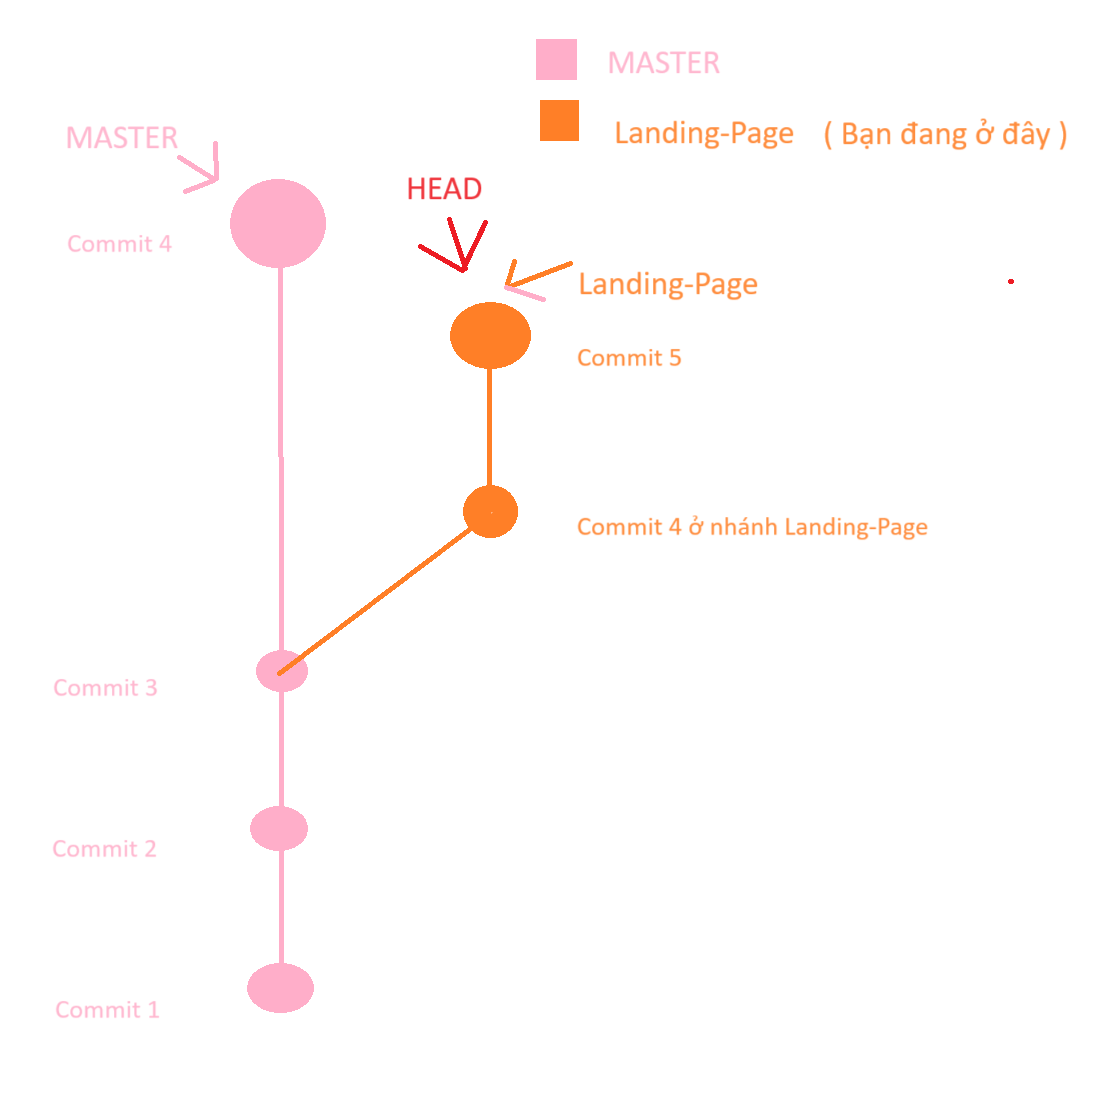 MASTER
Landing-Page ( Bạn đang ở đây )
MASTER
HEAD
Commit 4
Landing-Page
Commit 5
Commit 4 ở nhánh Landing-Page
Commit 3
Commit 2
Commit 1